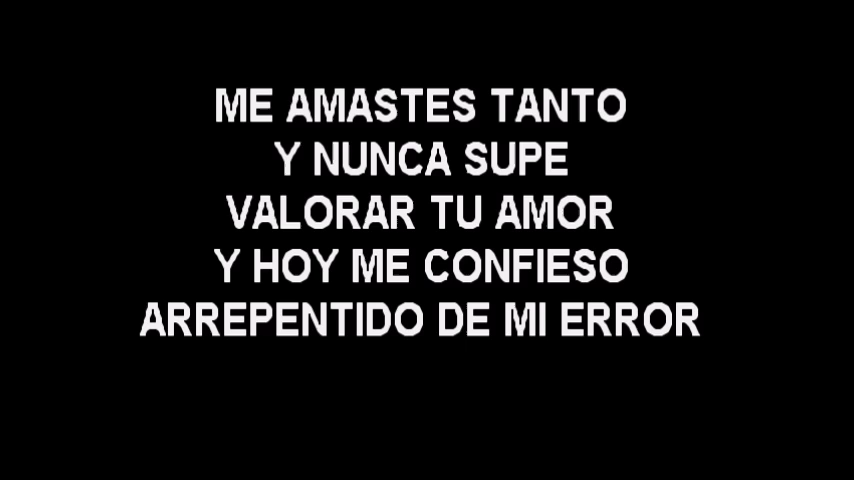 ME AMASTES TANTO
Y NUNCA SUPE
VALORAR TU AMOR
Y HOY ME CONFIESO
ARREPENTIDO DE MI ERROR